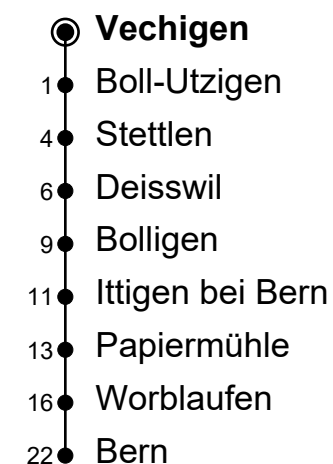 Vechigen
1 Boll-Utzigen
4 Stettlen
6 Deisswil
9 Bolligen
11 Ittigen bei Bern
13 Papiermühle
16 Worblaufen
22 Bern